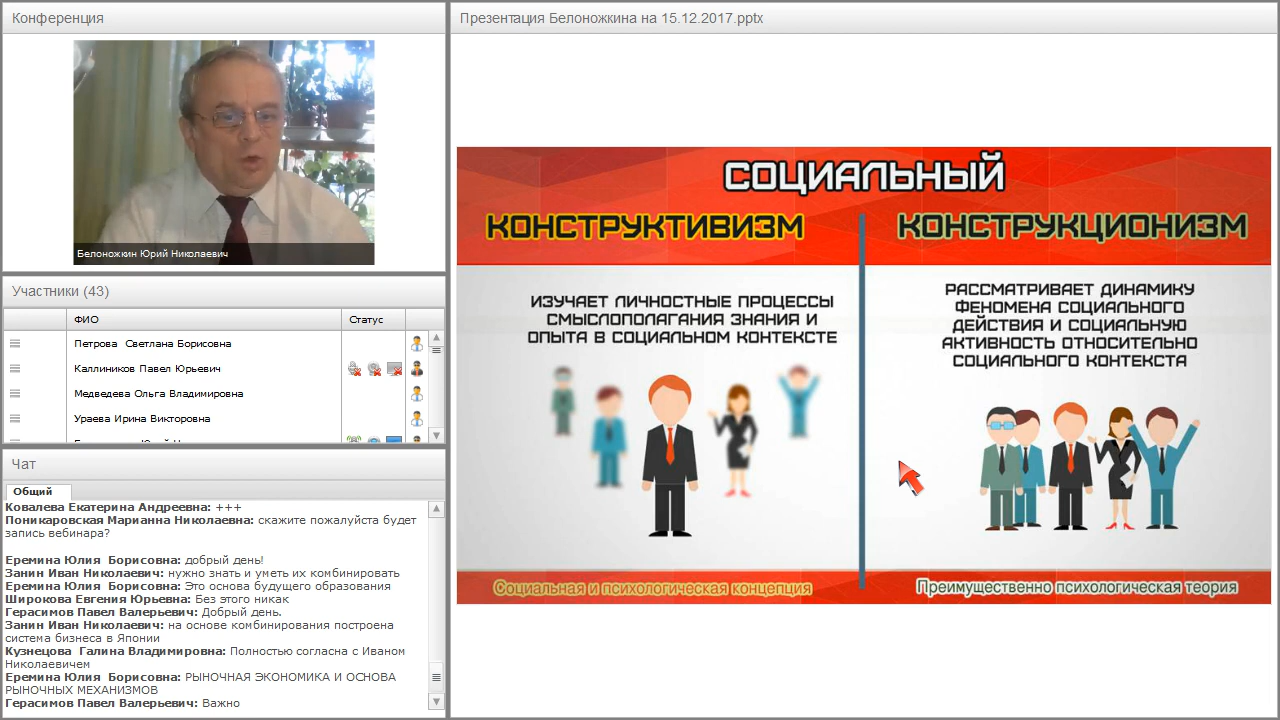 Конференция
Белоножкин Юрий Николаевич
Участники (43)
ФИО
Статус
Петрова Светлана Борисовна
Каллиников Павел Юрьевич
Медведева Ольга Владимировна
Ураева Ирина Викторовна
Чат
Общий
Ковалева Екатерина Андреевна: +++
Поникаровская Марианна Николаевна: скажите пожалуйста будет
запись вебинара?
Еремина Юлия Борисовна: добрый день!
Занин Иван Николаевич: нужно знать и уметь их комбинировать
Еремина Юлия Борисовна: Это основа будущего образования
Широкова Евгения Юрьевна: Без этого никак
Герасимов Павел Валерьевич: Добрый день.
Занин Иван Николаевич: на основе комбинирования построена
система бизнеса в Японии
Кузнецова Галина Владимировна: Полностью согласна с Иваном
Николаевичем
Еремина Юлия Борисовна: РЫНОЧНАЯ ЭКОНОМИКА И ОСНОВА
РЫНОЧНЫХ МЕХАНИЗМОВ
Герасимов Павел Валерьевич: Важно
Презентация Белоножкина на 15.12.2017.pptx
СОЦИАЛЬНЫЙ
КОНСТРУКТИВИЗМ
ИЗУЧАЕТ ЛИЧНОСТНЫЕ ПРОЦЕССЫ
СМЫСЛОПОЛАГАНИЯ ЗНАНИЯ И
ОПЫТА В СОЦИАЛЬНОМ КОНТЕКСТЕ
Социальная и психологическая концепция
КОНСТРУКЦИОНИЗМ
РАССМАТРИВАЕТ ДИНАМИКУ
ФЕНОМЕНА СОЦИАЛЬНОГО
ДЕЙСТВИЯ И СОЦИАЛЬНУЮ
АКТИВНОСТЬ ОТНОСИТЕЛЬНО
СОЦИАЛЬНОГО КОНТЕКСТА
Преимущественно психологическая теория